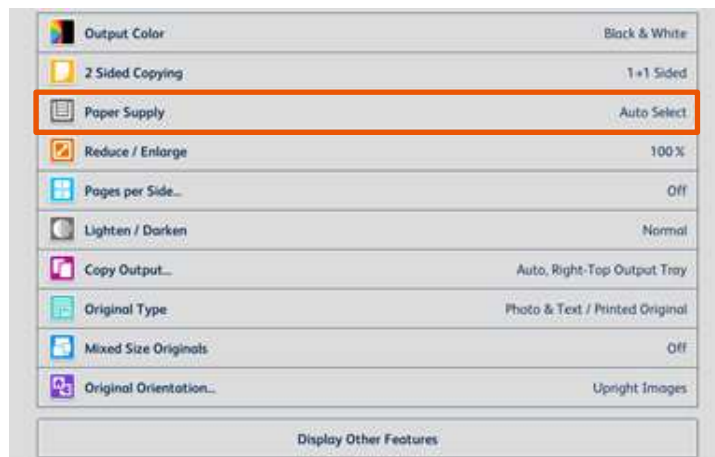 Output Color Black & White
2 Sided Copying 1→1 Sided
Paper Supply Auto Select
Reduce / Enlarge 100%
Pages per Side... Off
Lighten / Darken Normal
Copy Output... Auto, Right-Top Output Tray
Original Type Photo & Text / Printed Original
Mixed Size Originals Off
Original Orientation... Upright Images
Display Other Features